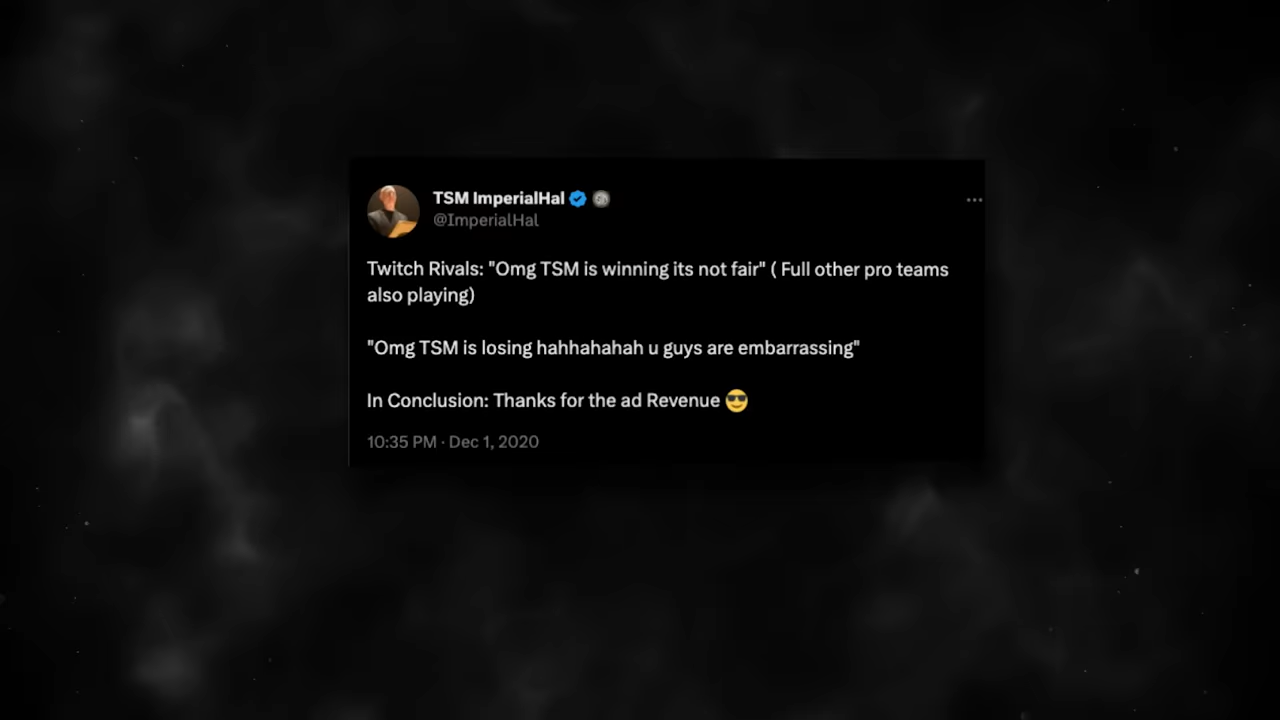 TSM ImperialHal
@ImperialHal
Twitch Rivals: "Omg TSM is winning its not fair" ( Full other pro teams
also playing)
"Omg TSM is losing hahhahahah u guys are embarrassing"
In Conclusion: Thanks for the ad Revenue 😎
10:35 PM · Dec 1, 2020